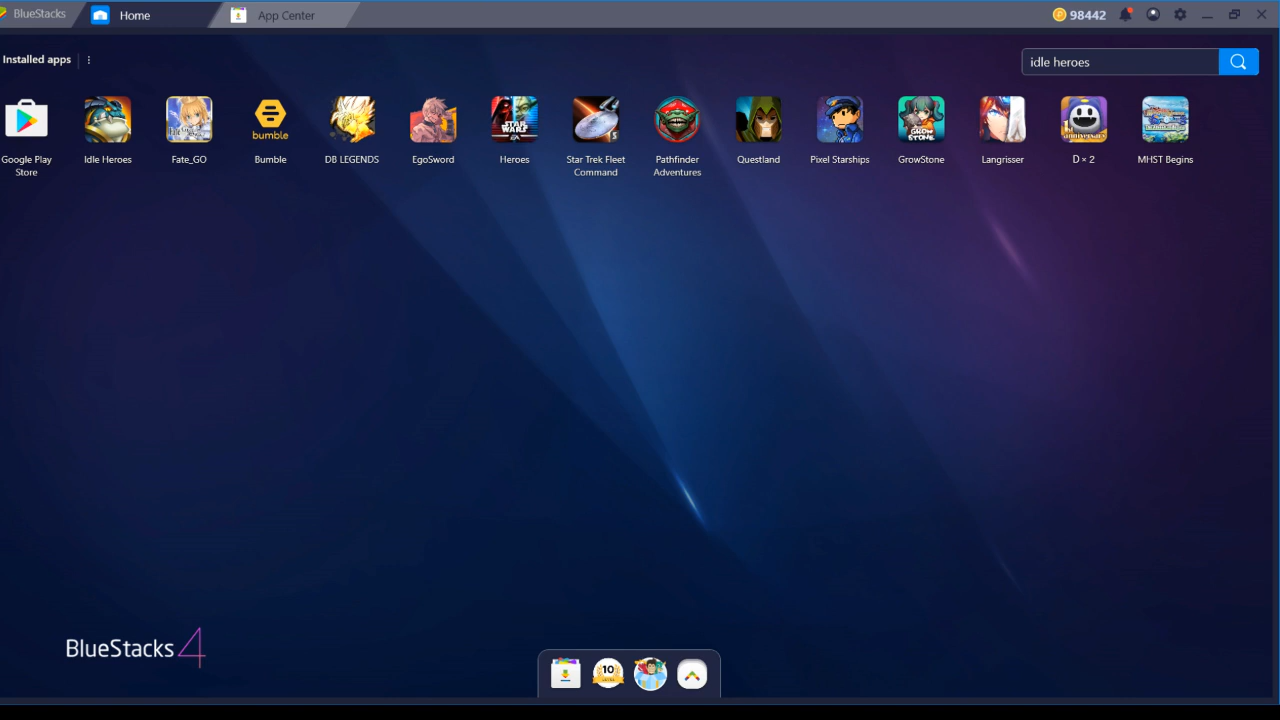 BlueStacks
Home
App Center
98442
Installed apps
idle heroes
Google Play Store
Idle Heroes
Fate_GO
bumble
Bumble
DB LEGENDS
EgoSword
STAR WARS
Heroes
Star Trek Fleet Command
Pathfinder Adventures
Questland
Pixel Starships
GROW STONE
GrowStone
Langrisser
1st anniversary
D × 2
MHST Begins
BlueStacks 4
10